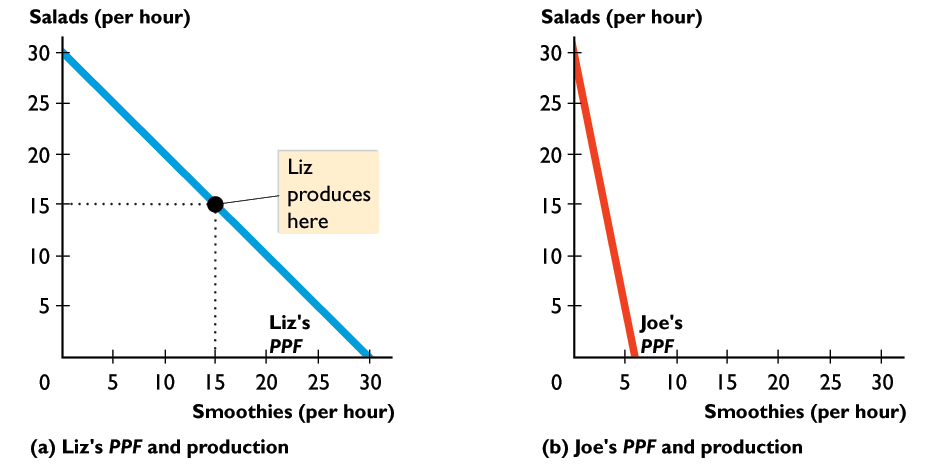 Salads (per hour)
30
25
20
15
10
5
0
5 10 15 20 25 30
Smoothies (per hour)
Liz
produces
here
Liz's
PPF
(a) Liz's PPF and production
Salads (per hour)
30
25
20
15
10
5
0
5 10 15 20 25 30
Smoothies (per hour)
Joe's
PPF
(b) Joe's PPF and production